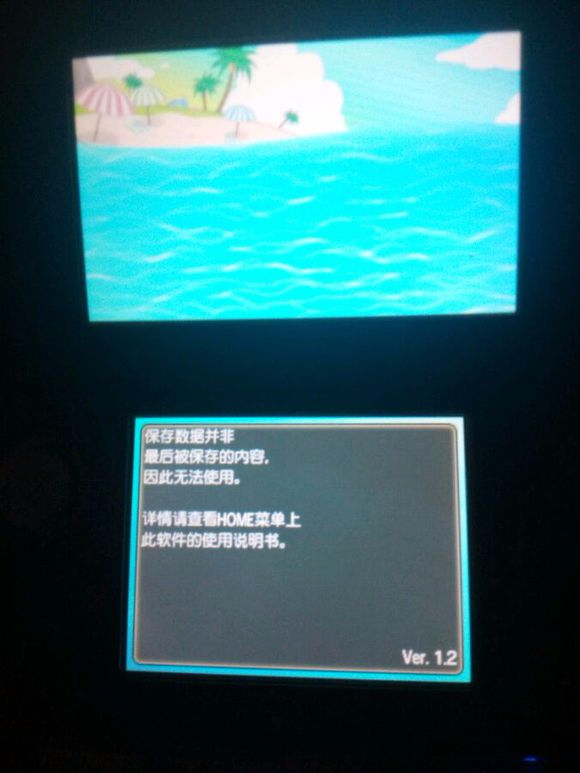 保存数据并非
最后被保存的内容,
因此无法使用。
详情请查看HOME菜单上
此软件的使用说明书。
Ver. 1.2